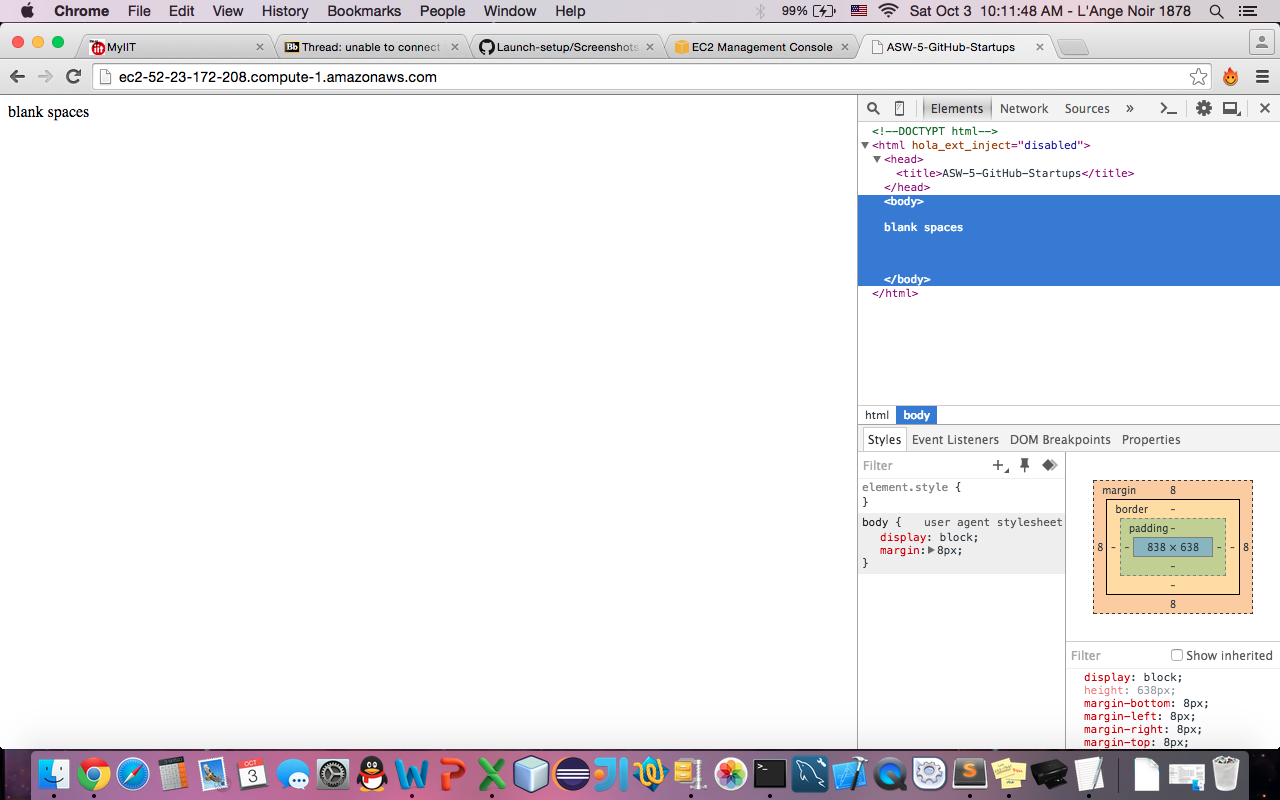 Chrome File Edit View History Bookmarks People Window Help 99% Sat Oct 3 10:11:48 AM - L'Ange Noir 1878
MyIIT × Bb Thread: unable to connect × Launch-setup/Screenshots × EC2 Management Console × ASW-5-GitHub-Startups ×
ec2-52-23-172-208.compute-1.amazonaws.com
blank spaces
Elements Network Sources »
<!--DOCTYPT html-->
<html hola_ext_inject="disabled">
<head>
<title>ASW-5-GitHub-Startups</title>
</head>
<body>
blank spaces
</body>
</html>
html body
Styles Event Listeners DOM Breakpoints Properties
Filter
element.style {
}
body { user agent stylesheet
display: block;
margin: 8px;
}
margin 8
border -
padding -
8 - - 838 × 638 - - 8
-
-
8
Filter Show inherited
display: block;
height: 638px;
margin-bottom: 8px;
margin-left: 8px;
margin-right: 8px;
margin-top: 8px;
OCT
3